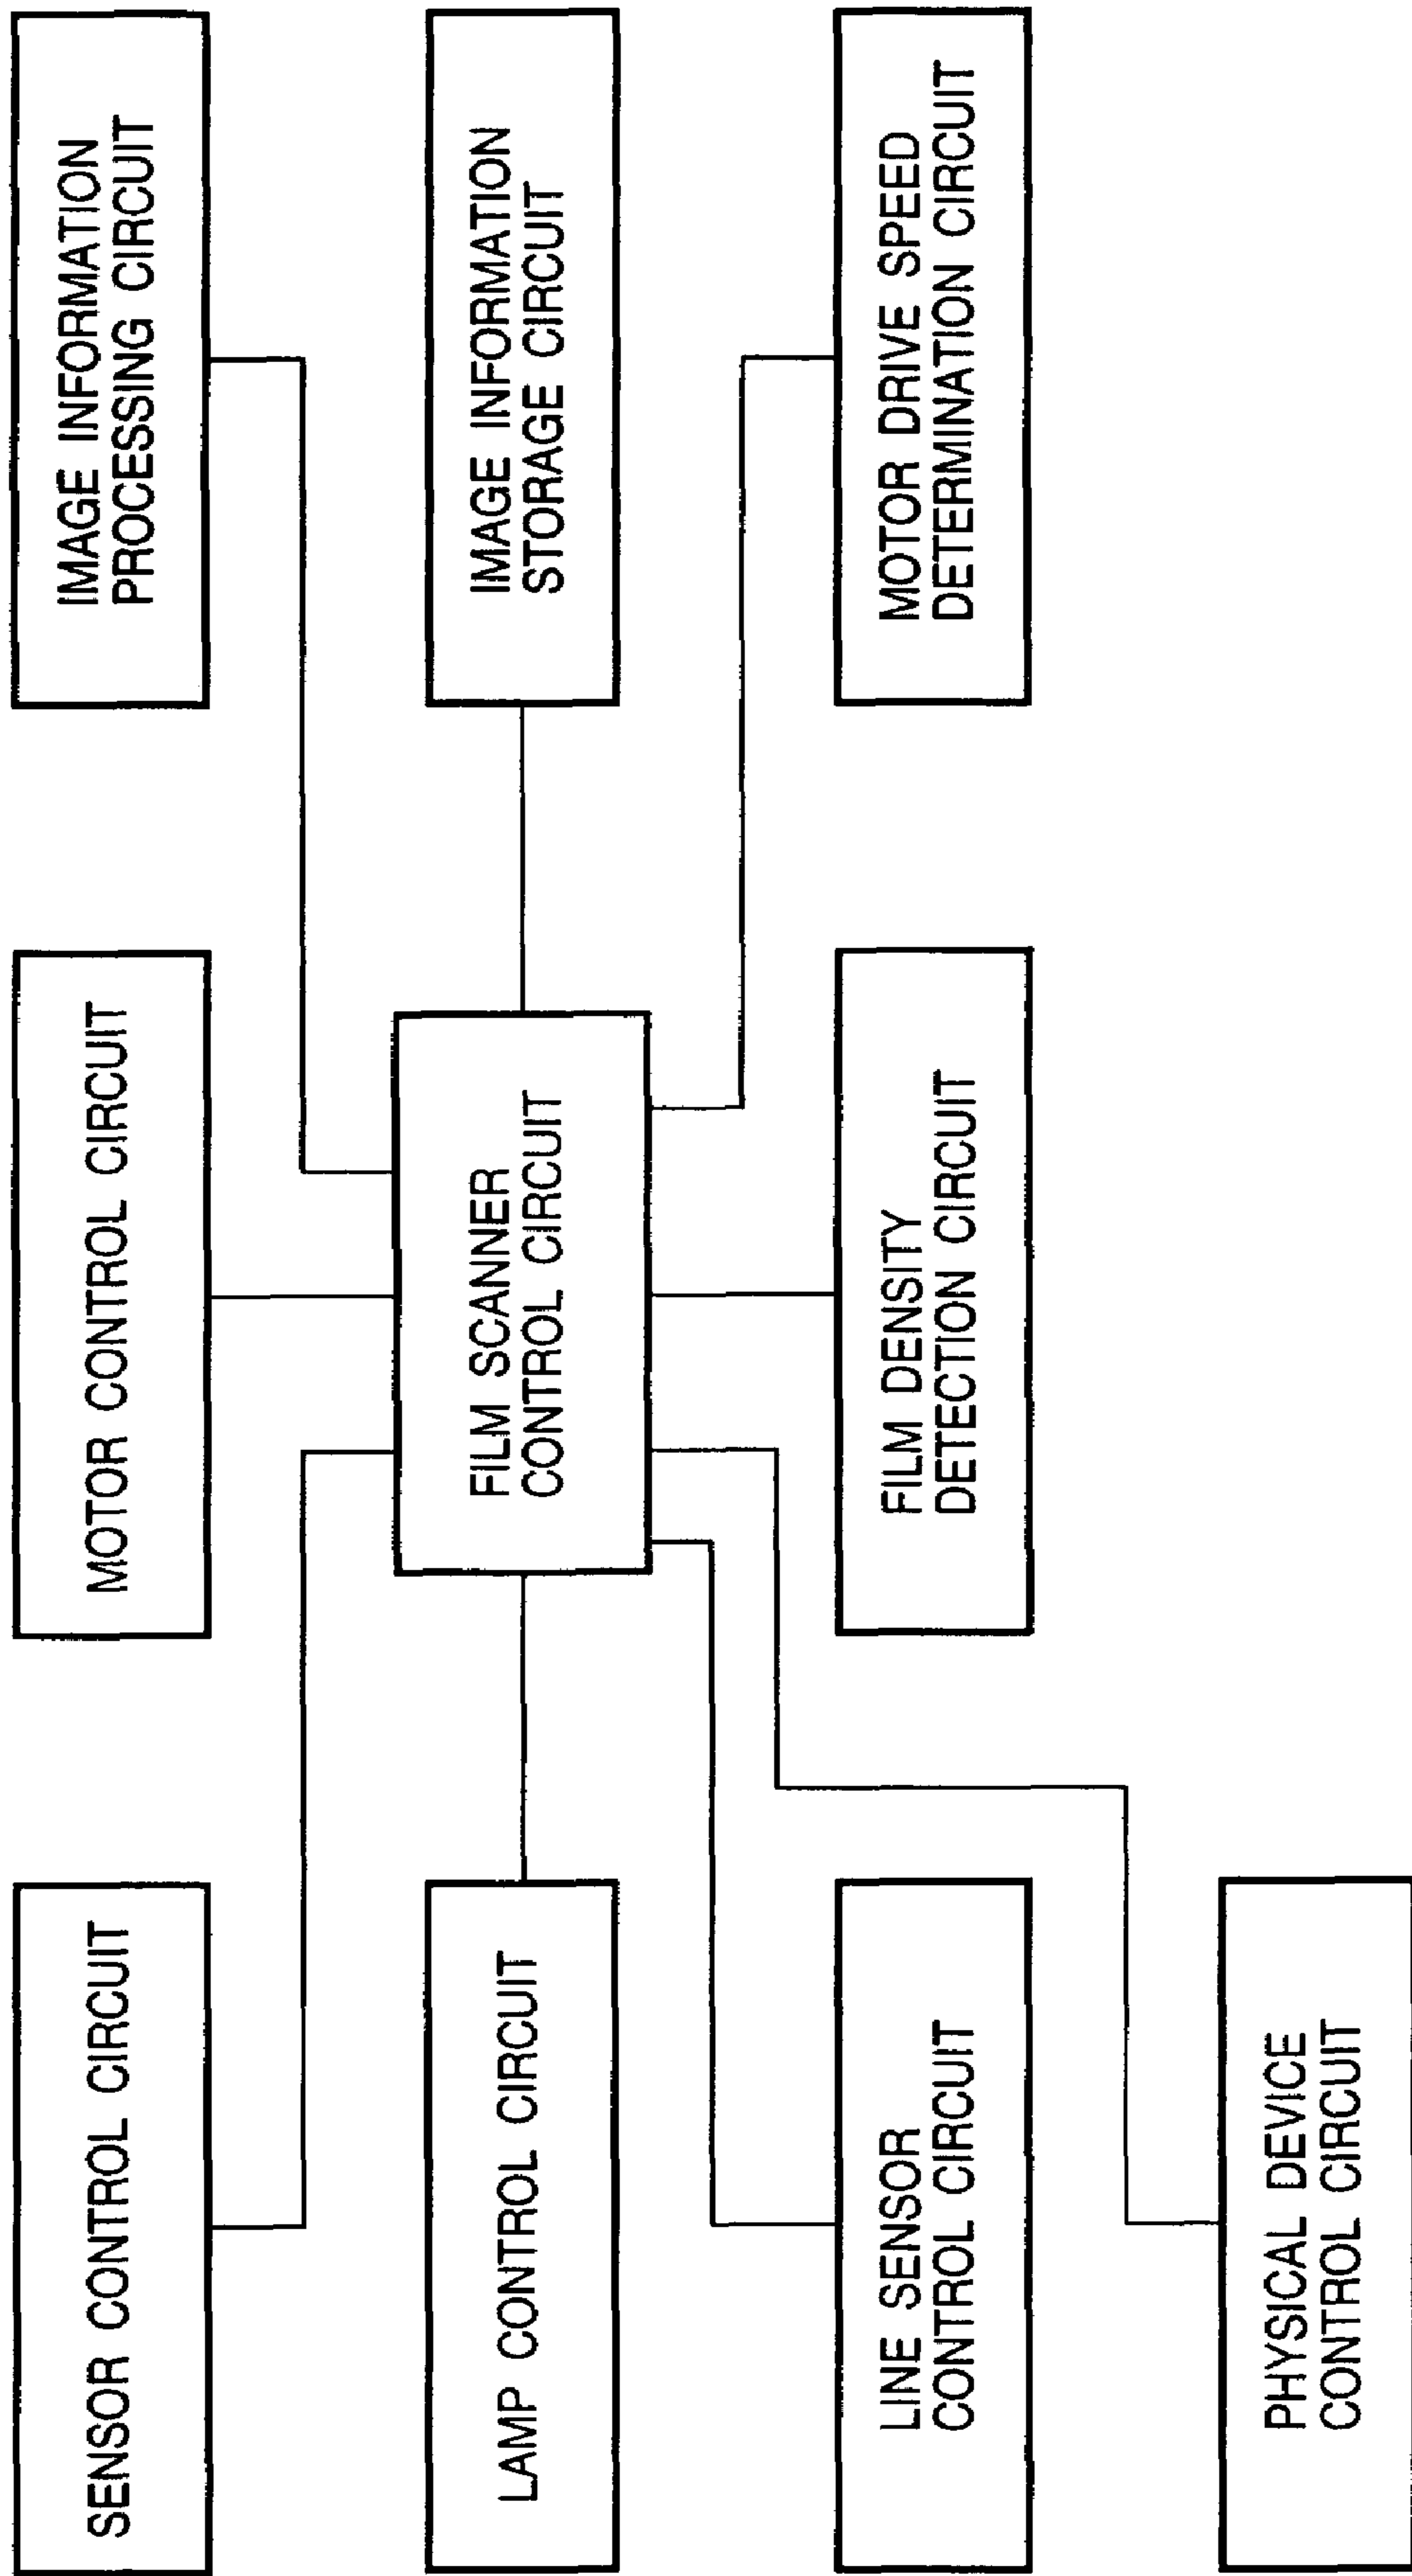 SENSOR CONTROL CIRCUIT
MOTOR CONTROL CIRCUIT
IMAGE INFORMATION
PROCESSING CIRCUIT
LAMP CONTROL CIRCUIT
FILM SCANNER
CONTROL CIRCUIT
IMAGE INFORMATION
STORAGE CIRCUIT
LINE SENSOR
CONTROL CIRCUIT
FILM DENSITY
DETECTION CIRCUIT
MOTOR DRIVE SPEED
DETERMINATION CIRCUIT
PHYSICAL DEVICE
CONTROL CIRCUIT